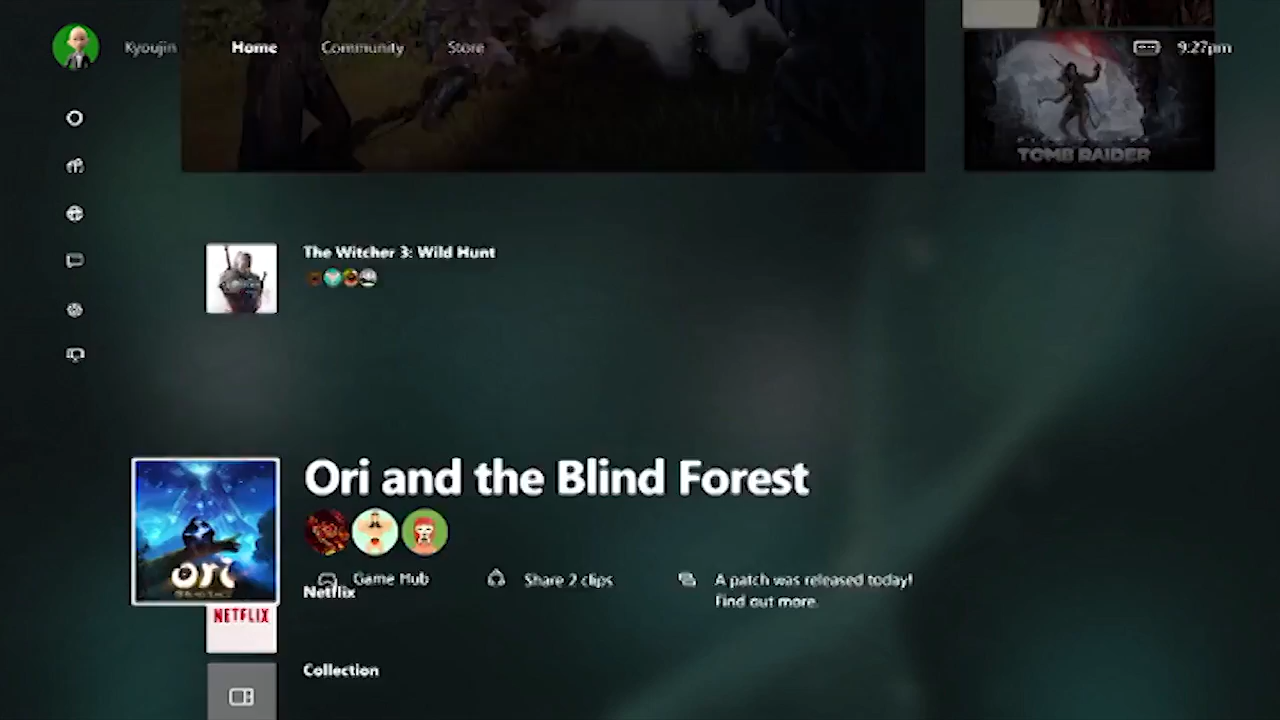 Kyoujin
Home
Community
Store
9:27pm
TOMB RAIDER
The Witcher 3: Wild Hunt
Ori and the Blind Forest
ori
Game Hub
Share 2 clips
A patch was released today!
Find out more.
Netflix
NETFLIX
Collection